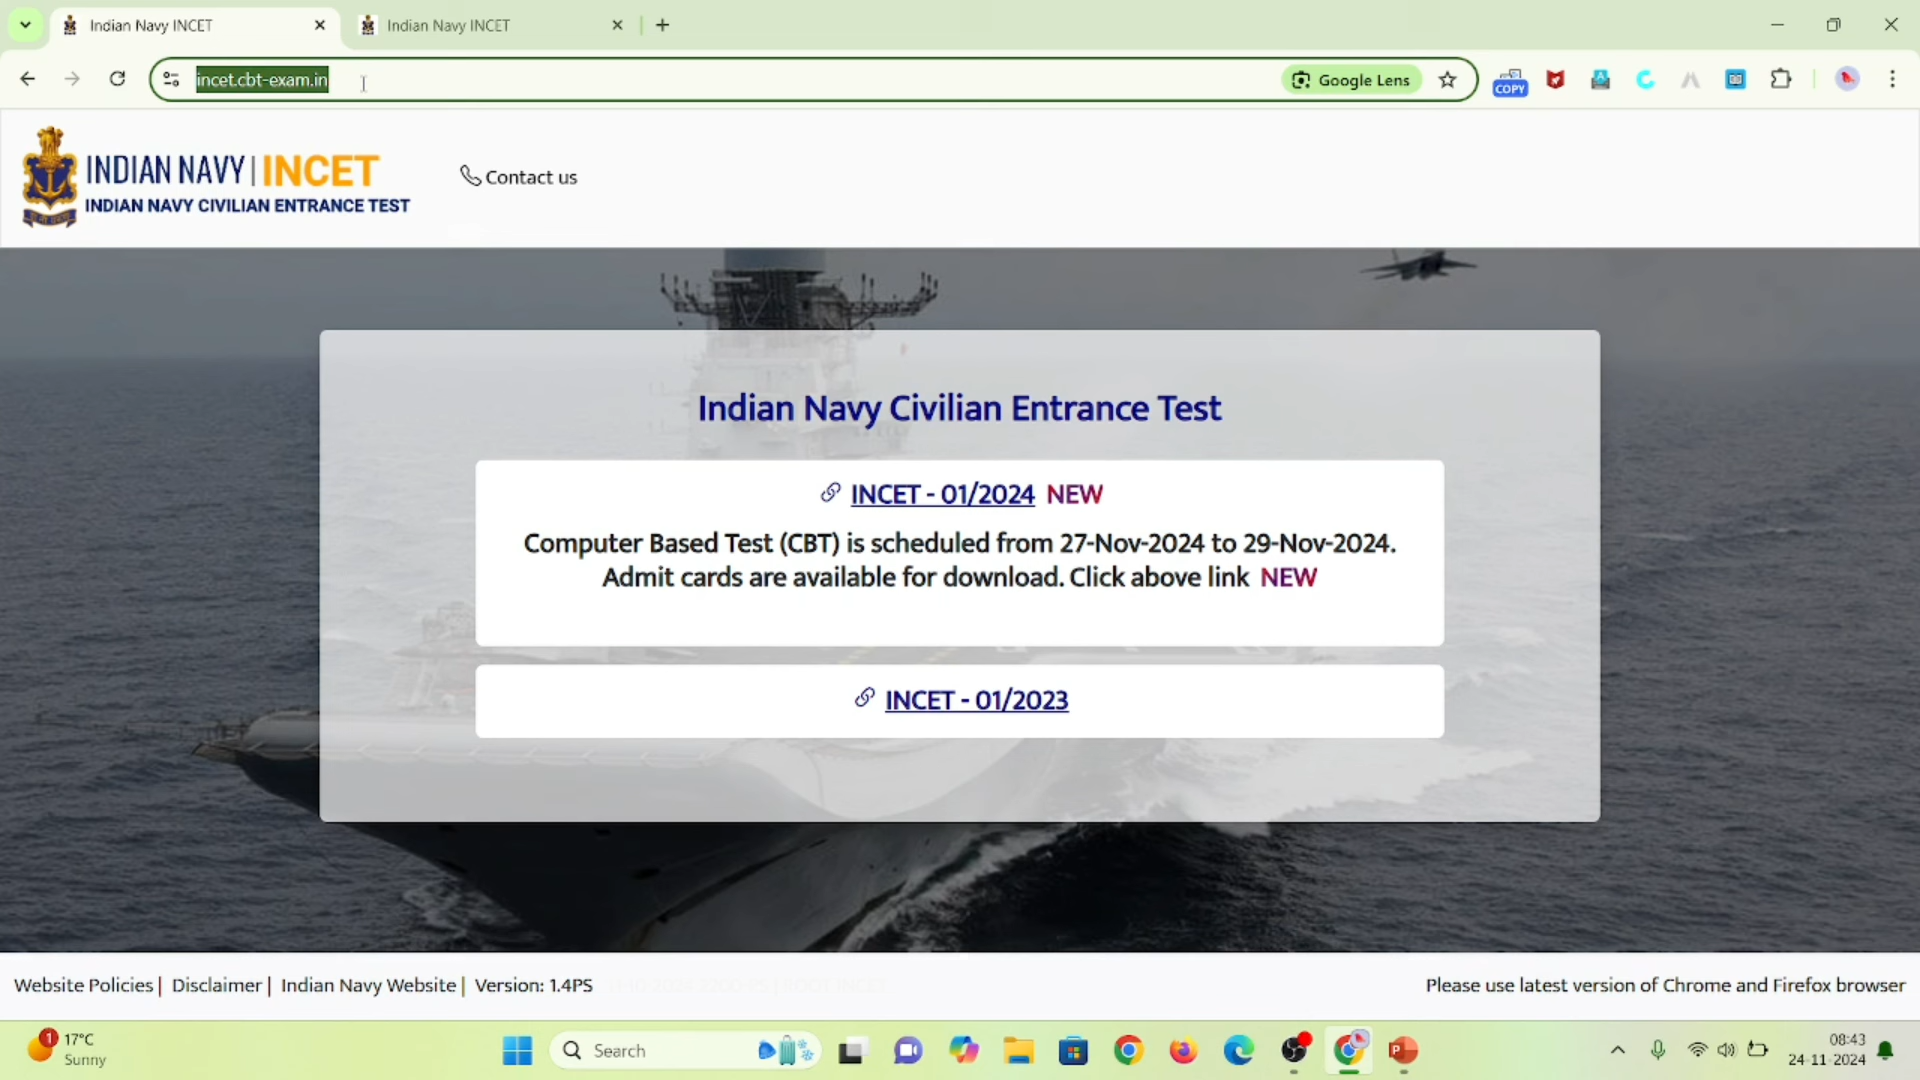 Indian Navy INCET
Indian Navy INCET
incet.cbt-exam.in
Google Lens
COPY
INDIAN NAVY | INCET
INDIAN NAVY CIVILIAN ENTRANCE TEST
Contact us
Indian Navy Civilian Entrance Test
INCET - 01/2024 NEW
Computer Based Test (CBT) is scheduled from 27-Nov-2024 to 29-Nov-2024.
Admit cards are available for download. Click above link NEW
INCET - 01/2023
Website Policies | Disclaimer | Indian Navy Website | Version: 1.4PS
Please use latest version of Chrome and Firefox browser
1
17°C
Sunny
Search
08:43
24-11-2024